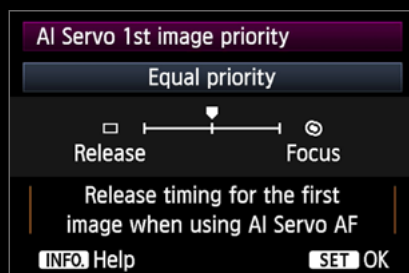 AI Servo 1st image priority
Equal priority
Release Focus
Release timing for the first
image when using AI Servo AF
INFO. Help SET OK